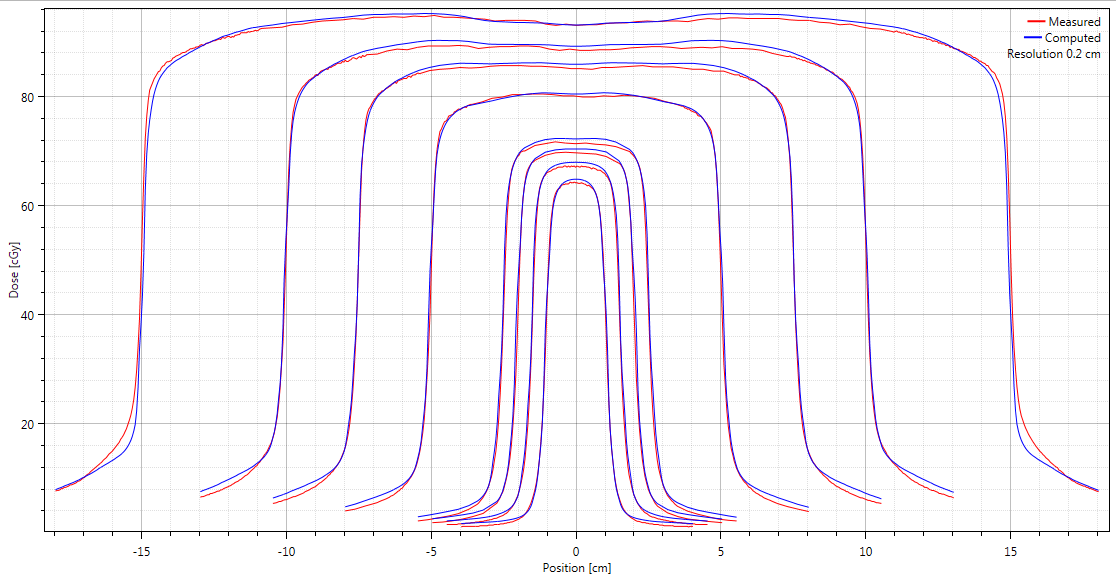 Measured
Computed
Resolution 0.2 cm
80
60
40
20
Dose [cGy]
-15 -10 -5 0 5 10 15
Position [cm]